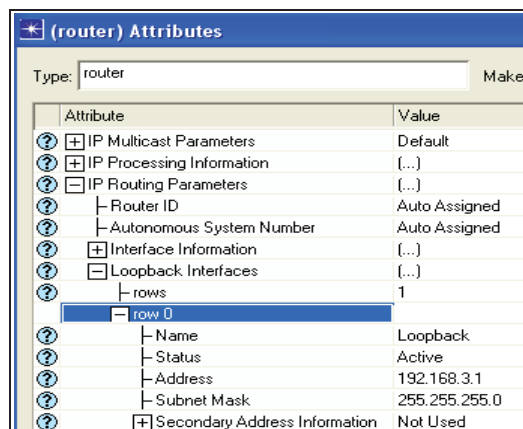 (router) Attributes
Type: router Make
Attribute Value
IP Multicast Parameters Default
IP Processing Information (...)
IP Routing Parameters (...)
Router ID Auto Assigned
Autonomous System Number Auto Assigned
Interface Information (...)
Loopback Interfaces (...)
rows 1
row 0
Name Loopback
Status Active
Address 192.168.3.1
Subnet Mask 255.255.255.0
Secondary Address Information Not Used